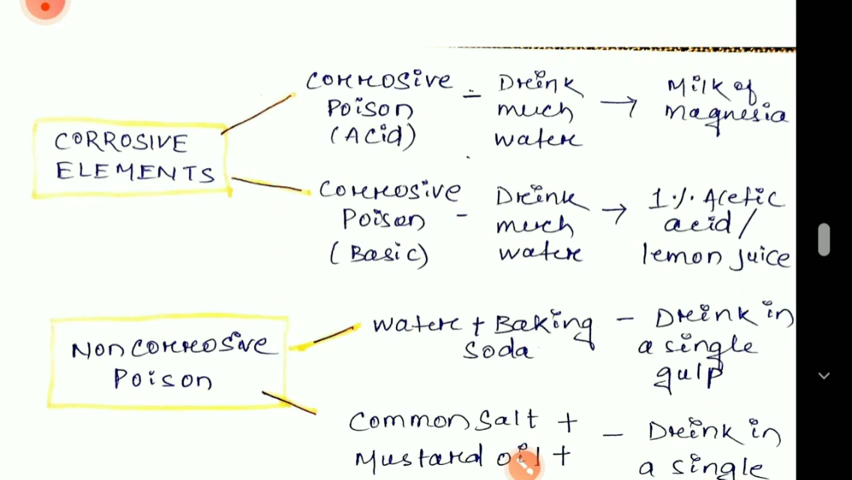 CORROSIVE
ELEMENTS
Corrosive
Poison
(Acid)
- Drink
much
water
→ Milk of
magnesia
Corrosive
Poison
(Basic)
- Drink
much
water
→ 1% Acetic
acid/
lemon juice
Non corrosive
Poison
Water + Baking
Soda
- Drink in
a single
gulp
Common Salt +
Mustard oil +
- Drink in
a single